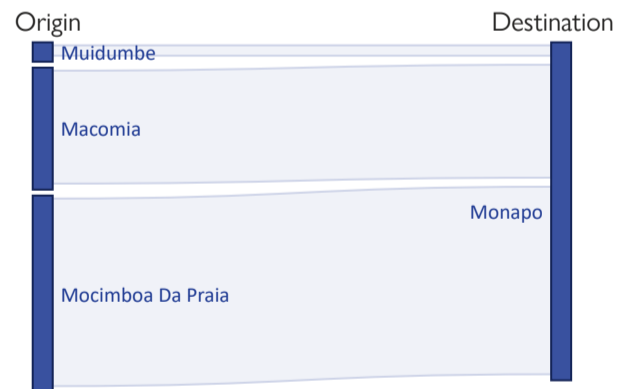 Origin
Destination
Muidumbe
Macomia
Monapo
Mocimboa Da Praia